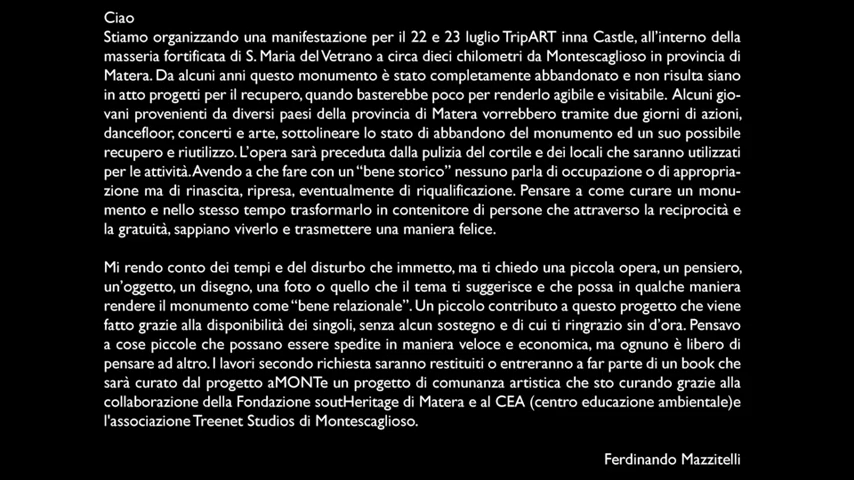 Ciao
Stiamo organizzando una manifestazione per il 22 e 23 luglio TripART inna Castle, all'interno della
masseria fortificata di S. Maria del Vetrano a circa dieci chilometri da Montescaglioso in provincia di
Matera. Da alcuni anni questo monumento è stato completamente abbandonato e non risulta siano
in atto progetti per il recupero, quando basterebbe poco per renderlo agibile e visitabile. Alcuni gio-
vani provenienti da diversi paesi della provincia di Matera vorrebbero tramite due giorni di azioni,
dancefloor, concerti e arte, sottolineare lo stato di abbandono del monumento ed un suo possibile
recupero e riutilizzo. L'opera sarà preceduta dalla pulizia del cortile e dei locali che saranno utilizzati
per le attività. Avendo a che fare con un "bene storico" nessuno parla di occupazione o di appropria-
zione ma di rinascita, ripresa, eventualmente di riqualificazione. Pensare a come curare un monu-
mento e nello stesso tempo trasformarlo in contenitore di persone che attraverso la reciprocità e
la gratuità, sappiano viverlo e trasmettere una maniera felice.
Mi rendo conto dei tempi e del disturbo che immetto, ma ti chiedo una piccola opera, un pensiero,
un'oggetto, un disegno, una foto o quello che il tema ti suggerisce e che possa in qualche maniera
rendere il monumento come "bene relazionale". Un piccolo contributo a questo progetto che viene
fatto grazie alla disponibilità dei singoli, senza alcun sostegno e di cui ti ringrazio sin d'ora. Pensavo
a cose piccole che possano essere spedite in maniera veloce e economica, ma ognuno è libero di
pensare ad altro. I lavori secondo richiesta saranno restituiti o entreranno a far parte di un book che
sarà curato dal progetto aMONTe un progetto di comunanza artistica che sto curando grazie alla
collaborazione della Fondazione soutHeritage di Matera e al CEA (centro educazione ambientale)e
l'associazione Treenet Studios di Montescaglioso.
Ferdinando Mazzitelli